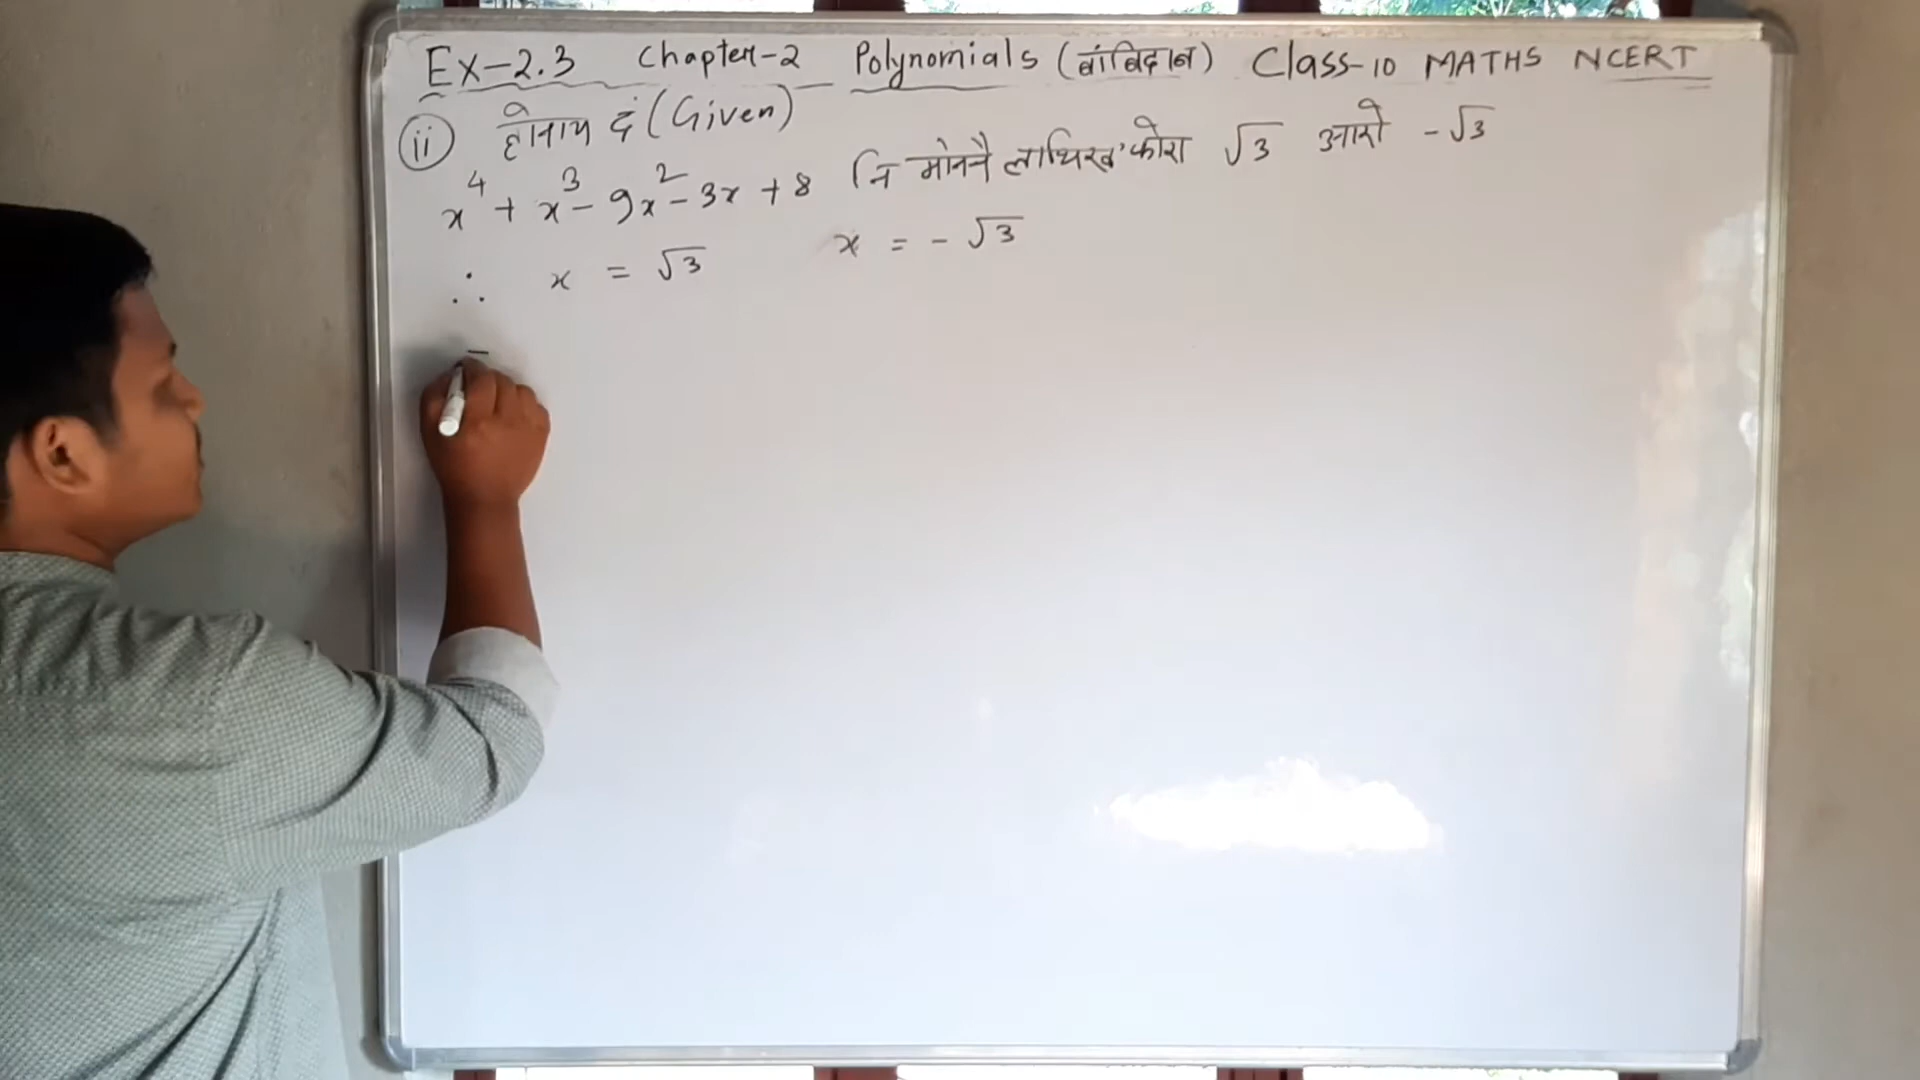 Ex-2.3 Chapter-2 Polynomials (बांबिदाब) Class-10 MATHS NCERT
(ii) होनाय दं (Given)
x⁴ + x³ - 9x² - 3x + 8 नि मोननै लाथिख' फोरा √3 आरो -√3
∴ x = √3 x = -√3